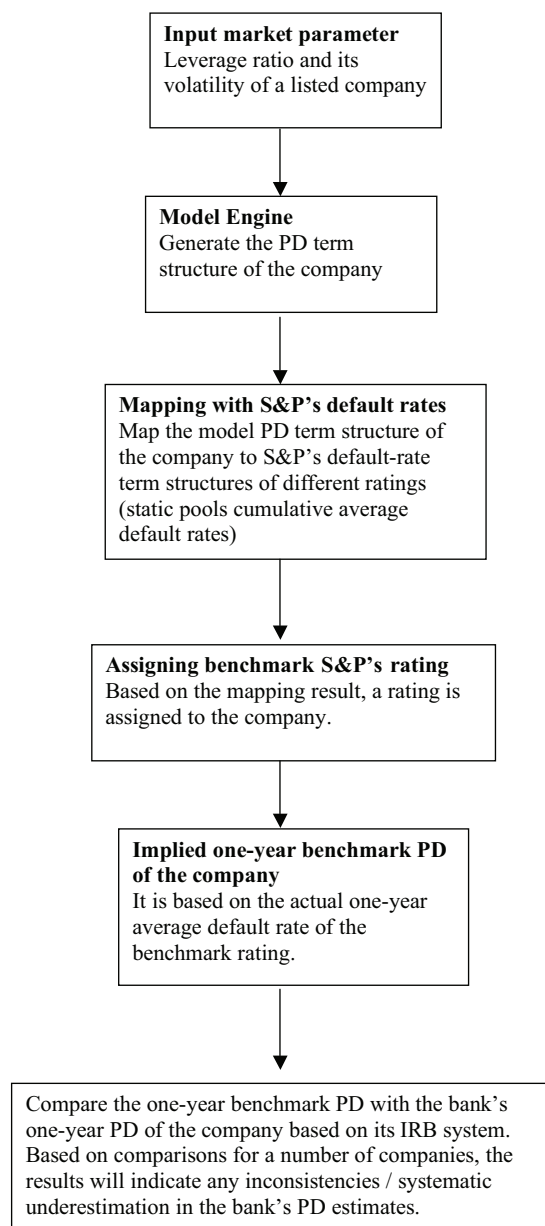 Input market parameter
Leverage ratio and its
volatility of a listed company
Model Engine
Generate the PD term
structure of the company
Mapping with S&P’s default rates
Map the model PD term structure of
the company to S&P’s default-rate
term structures of different ratings
(static pools cumulative average
default rates)
Assigning benchmark S&P’s rating
Based on the mapping result, a rating is
assigned to the company.
Implied one-year benchmark PD
of the company
It is based on the actual one-year
average default rate of the
benchmark rating.
Compare the one-year benchmark PD with the bank’s
one-year PD of the company based on its IRB system.
Based on comparisons for a number of companies, the
results will indicate any inconsistencies / systematic
underestimation in the bank’s PD estimates.